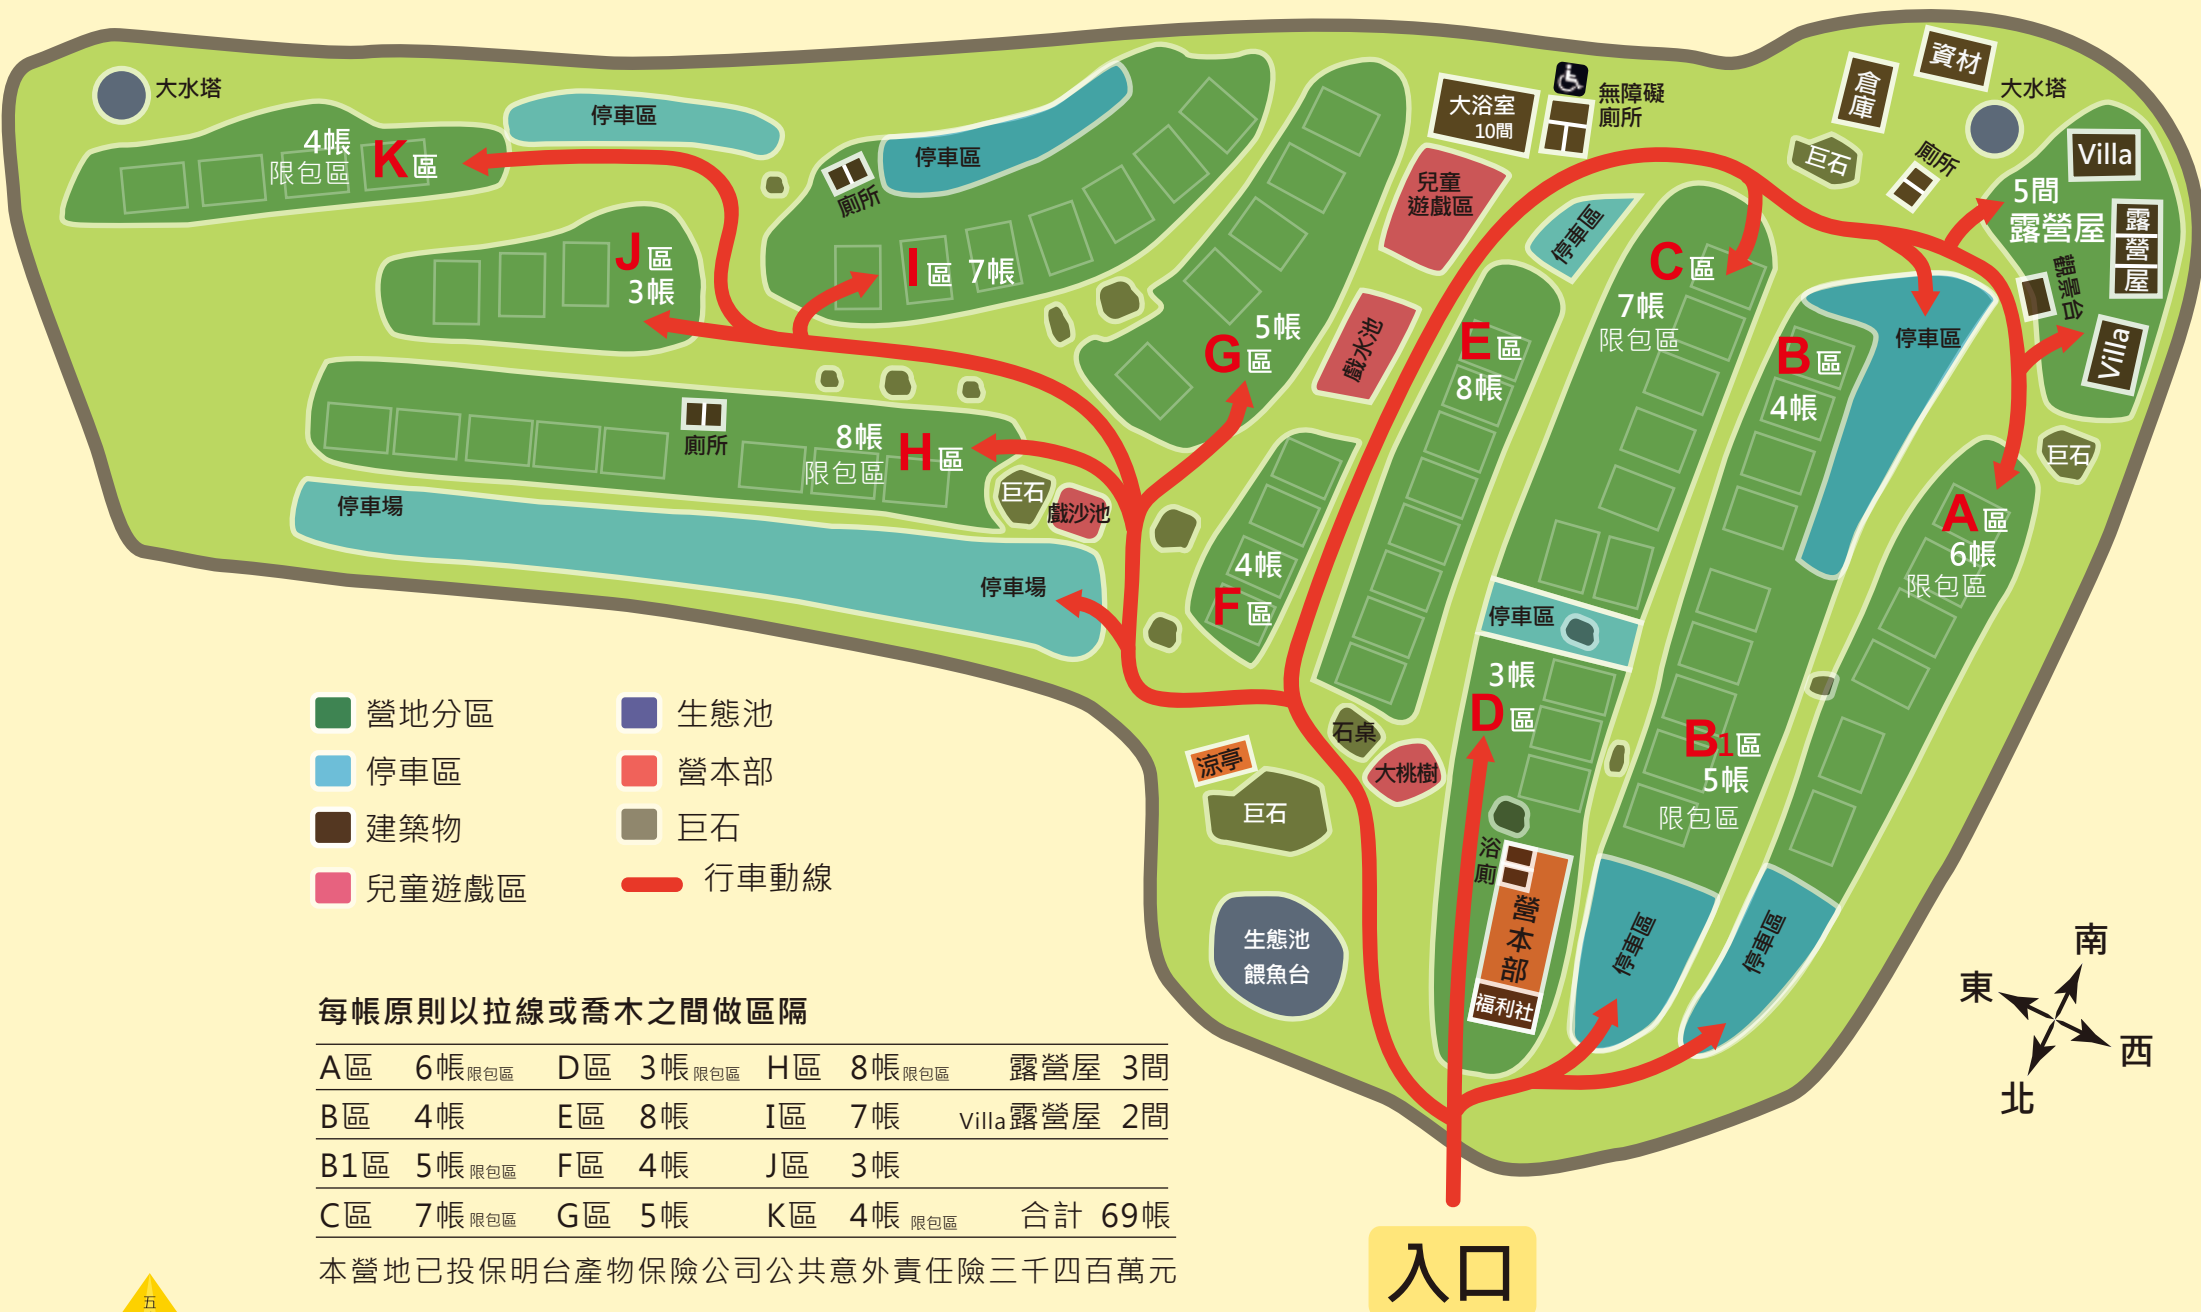 大水塔
4帳
限包區
K區
停車區
廁所
停車區
大浴室
10間
無障礙
廁所
兒童
遊戲區
資材
倉庫
大水塔
巨石
廁所
Villa
5間
露營屋
露營屋
觀景台
Villa
J區
3帳
I區 7帳
5帳
G區
戲水池
停車區
E區
8帳
C區
7帳
限包區
B區
4帳
停車區
巨石
廁所
8帳
限包區
H區
巨石
戲沙池
停車場
停車場
4帳
F區
A區
6帳
限包區
停車區
3帳
D區
石桌
大桃樹
B1區
5帳
限包區
涼亭
巨石
浴廁
營本部
福利社
停車區
停車區
生態池
餵魚台
營地分區
生態池
停車區
營本部
建築物
巨石
兒童遊戲區
行車動線
南
東
西
北
每帳原則以拉線或喬木之間做區隔
A區 6帳限包區 D區 3帳限包區 H區 8帳限包區 露營屋 3間
B區 4帳 E區 8帳 I區 7帳 Villa露營屋 2間
B1區 5帳限包區 F區 4帳 J區 3帳
C區 7帳限包區 G區 5帳 K區 4帳 限包區 合計 69帳
本營地已投保明台產物保險公司公共意外責任險三千四百萬元
入口
五